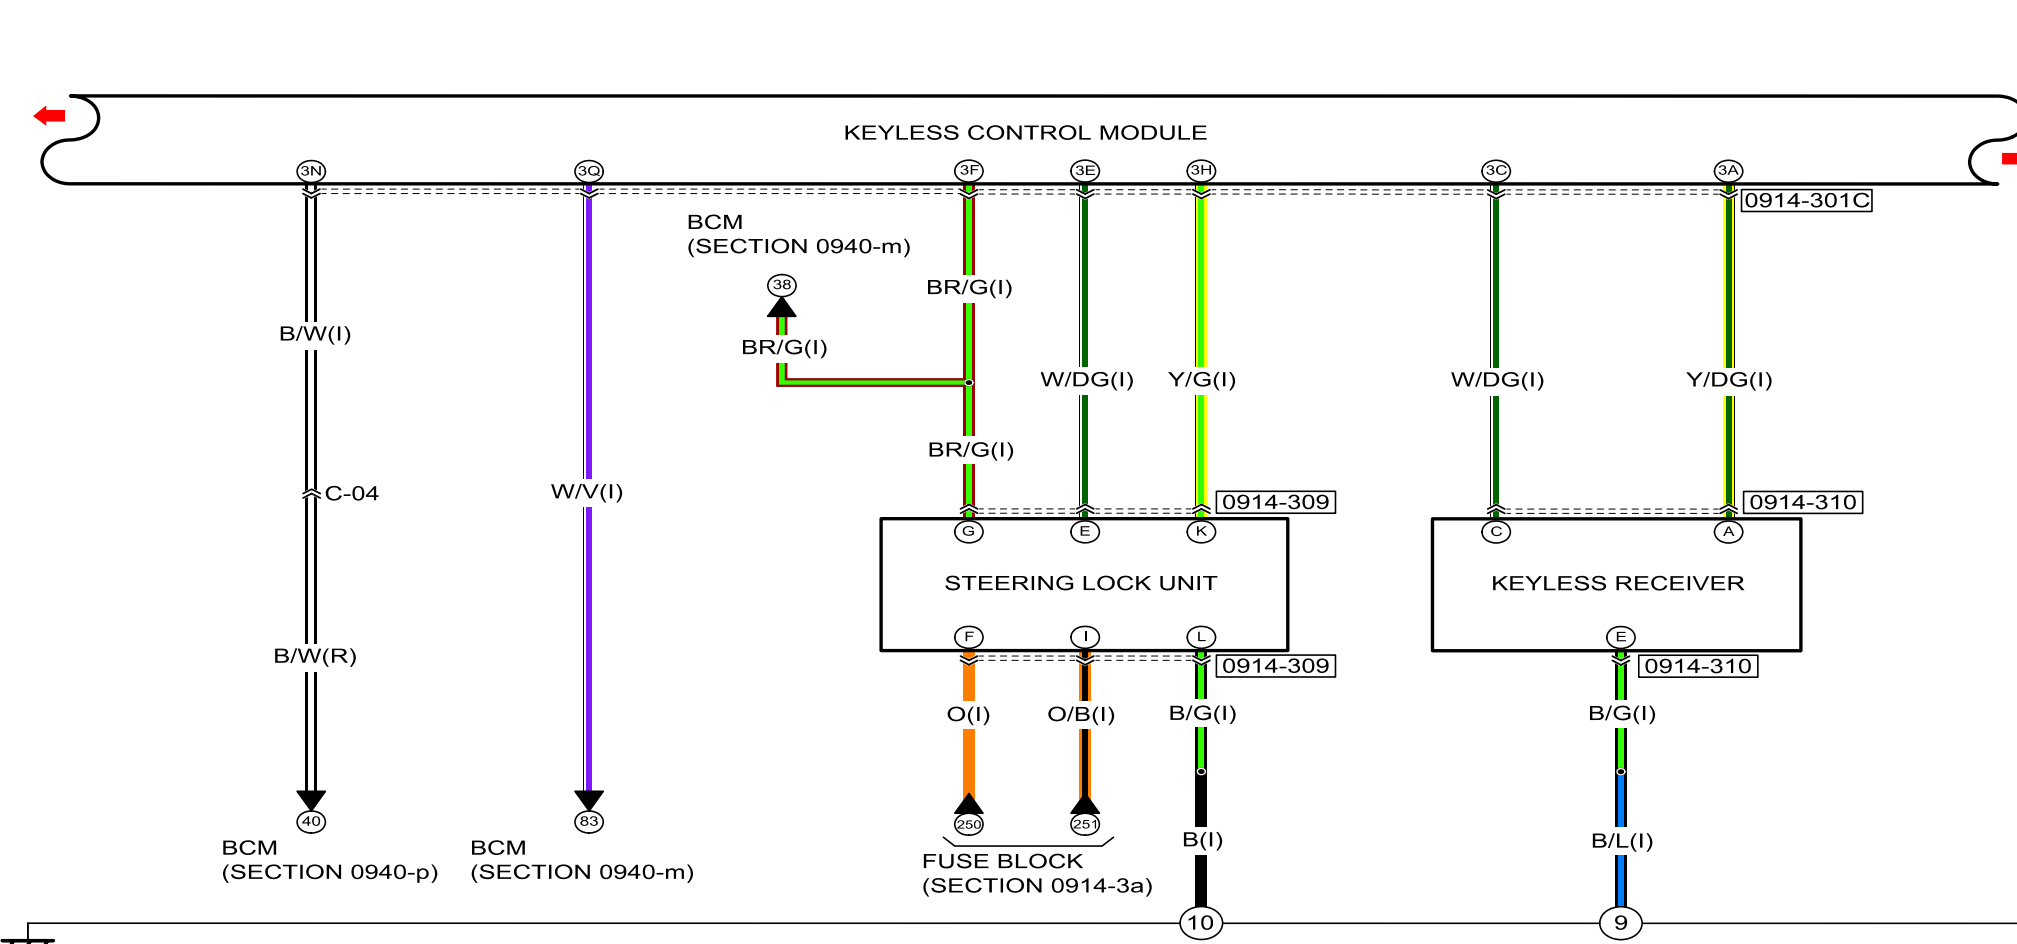 KEYLESS CONTROL MODULE
3N 3Q 3F 3E 3H 3C 3A
0914-301C
BCM
(SECTION 0940-m)
38
BR/G(I)
B/W(I)
BR/G(I)
W/DG(I) Y/G(I) W/DG(I) Y/DG(I)
BR/G(I)
C-04
W/V(I)
0914-309 0914-310
G E K C A
STEERING LOCK UNIT KEYLESS RECEIVER
F I L E
B/W(R)
0914-309 0914-310
O(I) O/B(I) B/G(I) B/G(I)
40 83 250 251
B(I) B/L(I)
BCM
(SECTION 0940-p)
BCM
(SECTION 0940-m)
FUSE BLOCK
(SECTION 0914-3a)
10 9